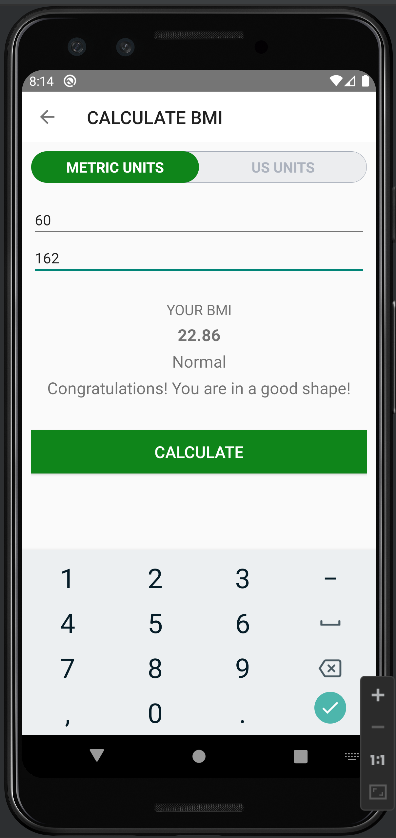 8:14
CALCULATE BMI
METRIC UNITS US UNITS
60
162
YOUR BMI
22.86
Normal
Congratulations! You are in a good shape!
CALCULATE
1 2 3 -
4 5 6
7 8 9
, 0 .
1:1